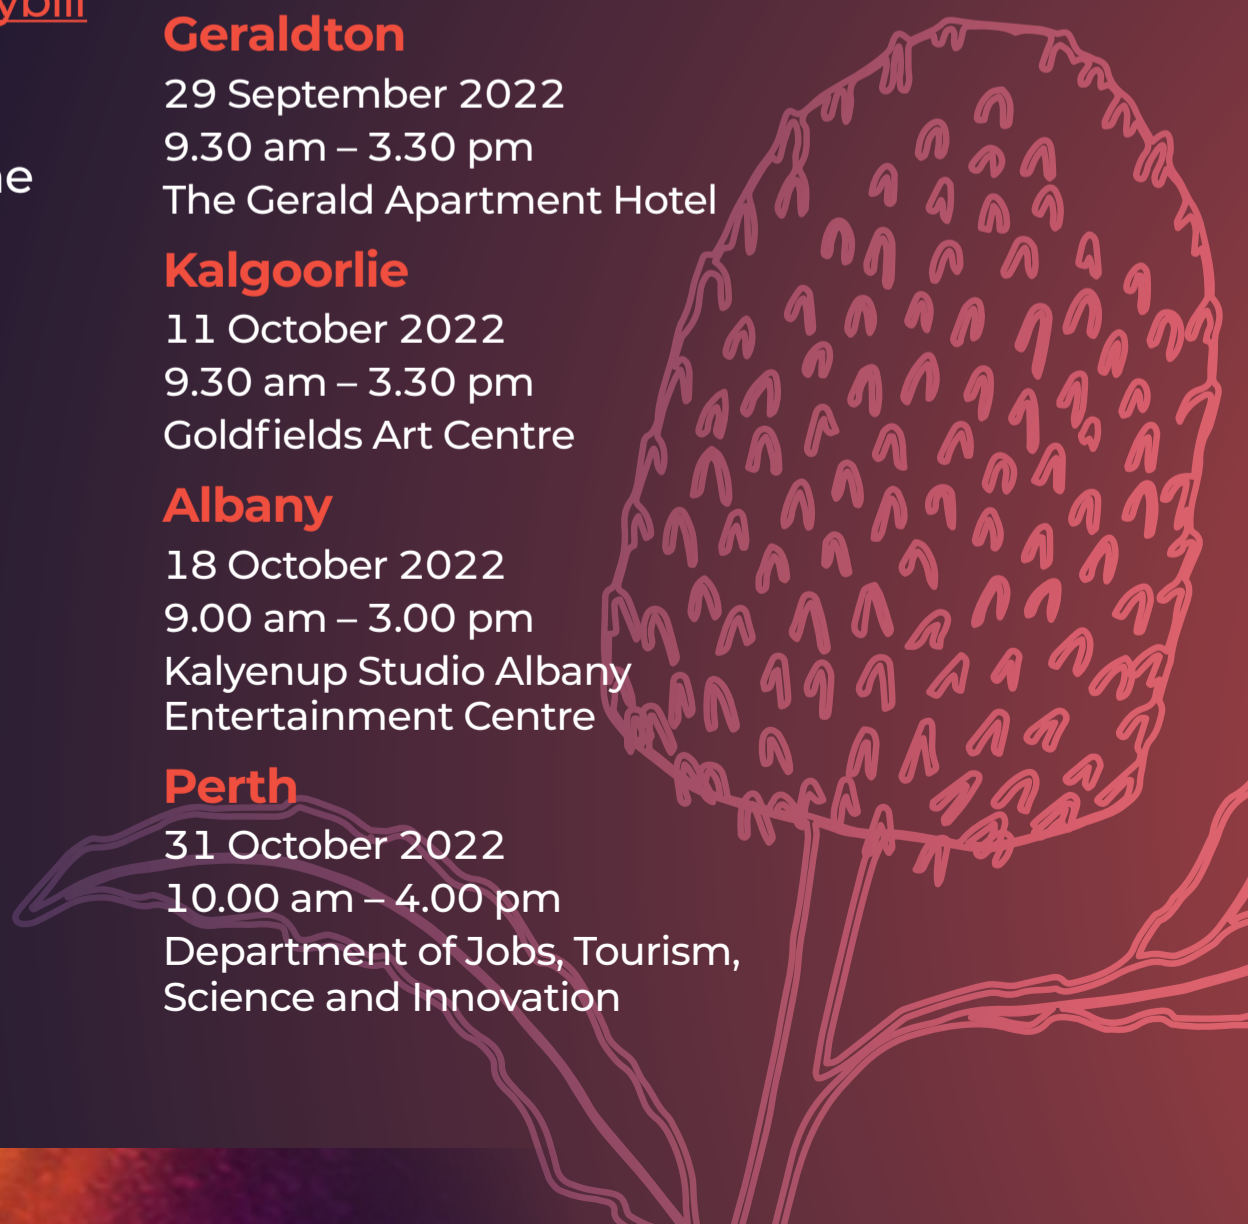 Geraldton
29 September 2022
9.30 am – 3.30 pm
The Gerald Apartment Hotel
Kalgoorlie
11 October 2022
9.30 am – 3.30 pm
Goldfields Art Centre
Albany
18 October 2022
9.00 am – 3.00 pm
Kalyenup Studio Albany
Entertainment Centre
Perth
31 October 2022
10.00 am – 4.00 pm
Department of Jobs, Tourism,
Science and Innovation